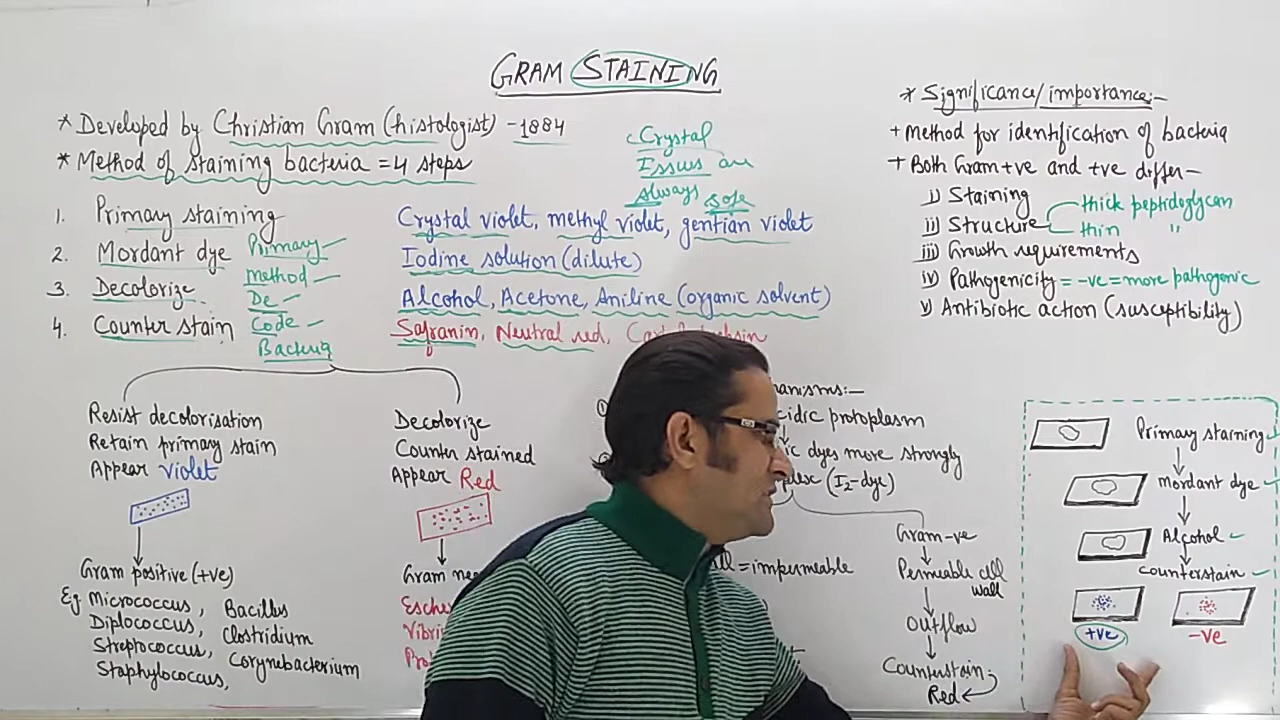 GRAM STAINING
* Developed by Christian Gram (histologist) - 1884
* Method of staining bacteria = 4 steps
1. Primary staining
2. Mordant dye
3. Decolorize
4. Counter stain
Primary
method
De
Code
Bacteria
Crystal
Issues
always safe
Crystal violet, methyl violet, gentian violet
Iodine solution (dilute)
Alcohol, Acetone, Aniline (organic solvent)
Safranin, Neutral red,
Resist decolorisation
Retain primary stain
Appear violet
Gram positive (+ve)
Eg Micrococcus, Bacillus
Diplococcus, Clostridium
Streptococcus, Corynebacterium
Staphylococcus,
Decolorize
Counter stained
Appear Red
Gram
protoplasm
dyes more strongly
(I2-dye)
= impermeable
Gram-ve
Permeable cell
wall
Outflow
Counterstain
Red
* Significance/importance:-
+ Method for identification of bacteria
+ Both Gram+ve and +ve differ-
i) Staining
ii) Structure
thick peptidoglycan
thin "
iii) Growth requirements
iv) Pathogenicity = -ve = more pathogenic
v) Antibiotic action (susceptibility)
Primary staining
Mordant dye
Alcohol
Counterstain
+ve
-ve